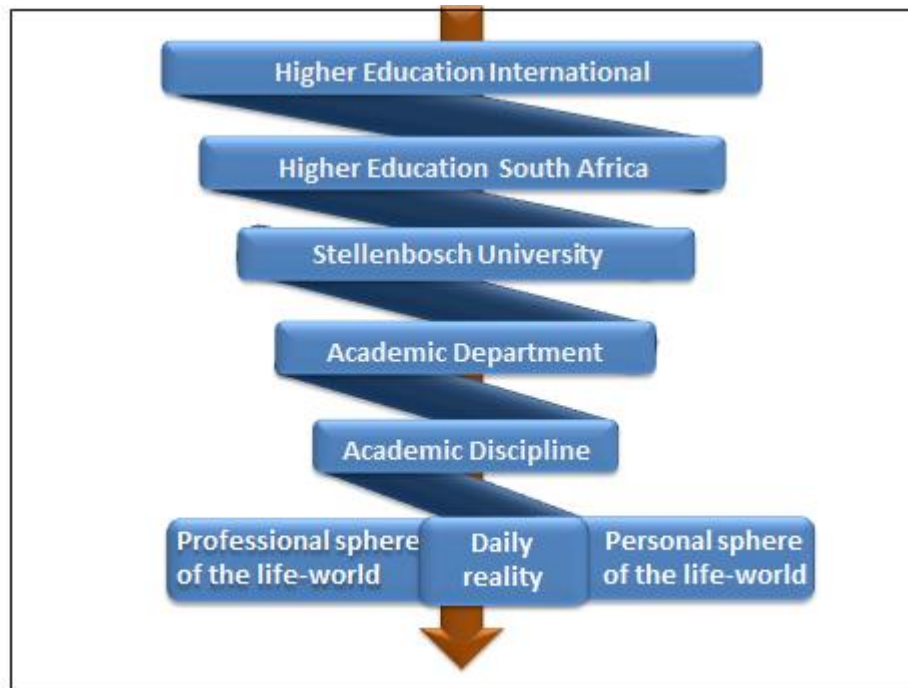 Higher Education International
Higher Education South Africa
Stellenbosch University
Academic Department
Academic Discipline
Professional sphere
of the life-world
Daily
reality
Personal sphere
of the life-world